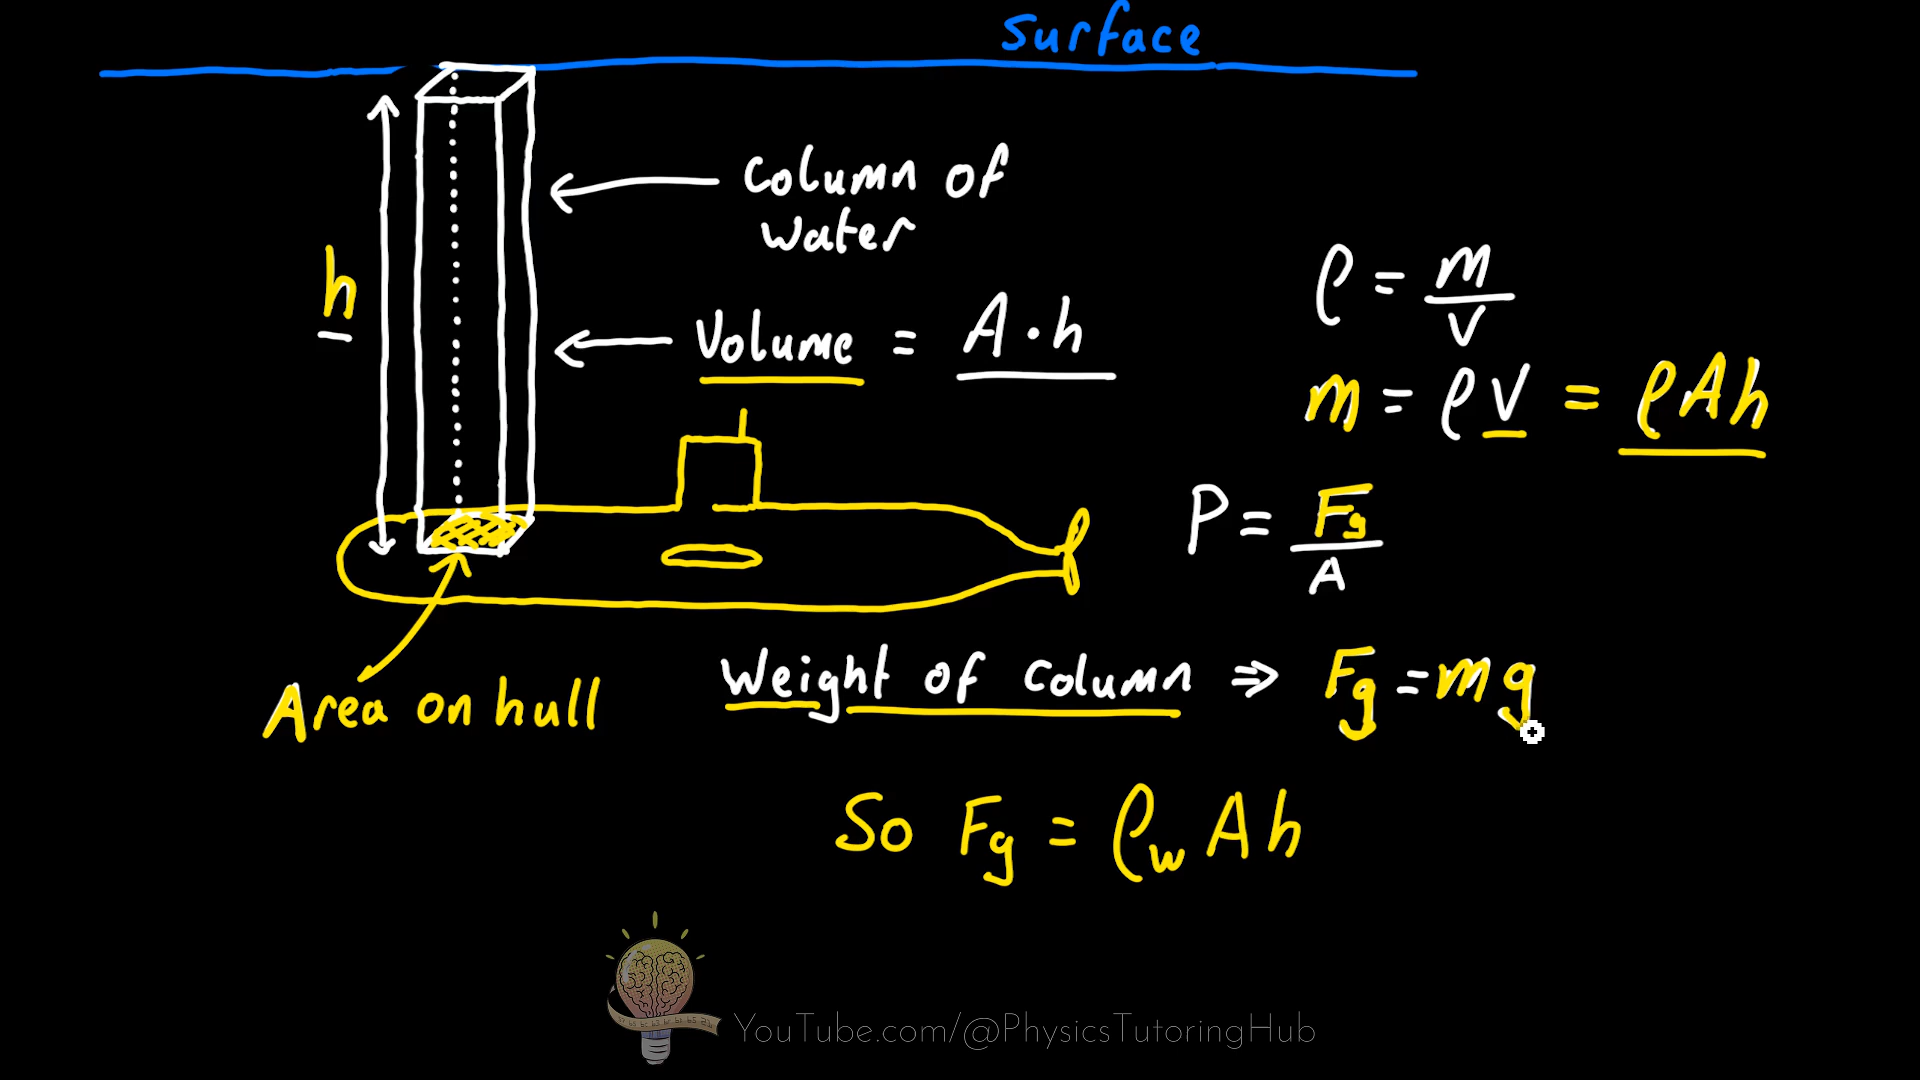 Surface
Column of
water
h
Volume = A · h
ρ = m/V
m = ρV = ρAh
P = Fg/A
Area on hull
Weight of column ⇒ Fg = mg
So Fg = ρw A h
YouTube.com/@PhysicsTutoringHub